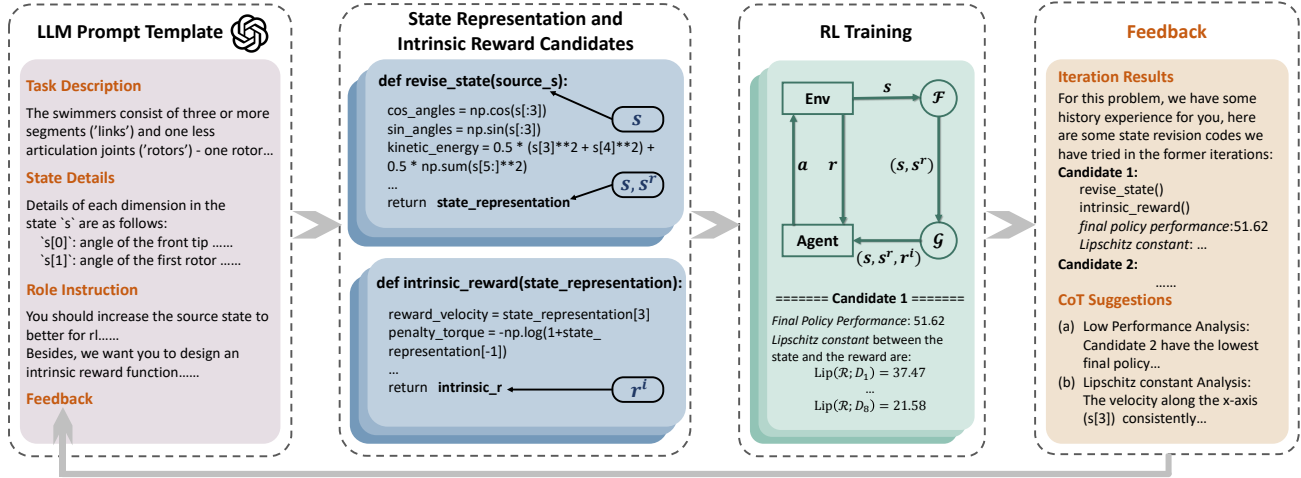 LLM Prompt Template
Task Description
The swimmers consist of three or more
segments ('links') and one less
articulation joints ('rotors') - one rotor…
State Details
Details of each dimension in the
state `s` are as follows:
`s[0]`: angle of the front tip ……
`s[1]`: angle of the first rotor ……
Role Instruction
You should increase the source state to
better for rl……
Besides, we want you to design an
intrinsic reward function……
Feedback
State Representation and
Intrinsic Reward Candidates
def revise_state(source_s):
cos_angles = np.cos(s[:3])
sin_angles = np.sin(s[:3])
kinetic_energy = 0.5 * (s[3]**2 + s[4]**2) +
0.5 * np.sum(s[5:]**2)
…
return state_representation
s
s, s^r
def intrinsic_reward(state_representation):
reward_velocity = state_representation[3]
penalty_torque = -np.log(1+state_
representation[-1])
…
return intrinsic_r
r^i
RL Training
Env
s
ℱ
a
r
(s, s^r)
Agent
𝒢
(s, s^r, r^i)
======= Candidate 1 =======
Final Policy Performance: 51.62
Lipschitz constant between the
state and the reward are:
Lip(ℛ; D₁) = 37.47
…
Lip(ℛ; D₈) = 21.58
Feedback
Iteration Results
For this problem, we have some
history experience for you, here
are some state revision codes we
have tried in the former iterations:
Candidate 1:
revise_state()
intrinsic_reward()
final policy performance:51.62
Lipschitz constant: …
Candidate 2:
……
CoT Suggestions
(a) Low Performance Analysis:
Candidate 2 have the lowest
final policy…
(b) Lipschitz constant Analysis:
The velocity along the x-axis
(s[3]) consistently…